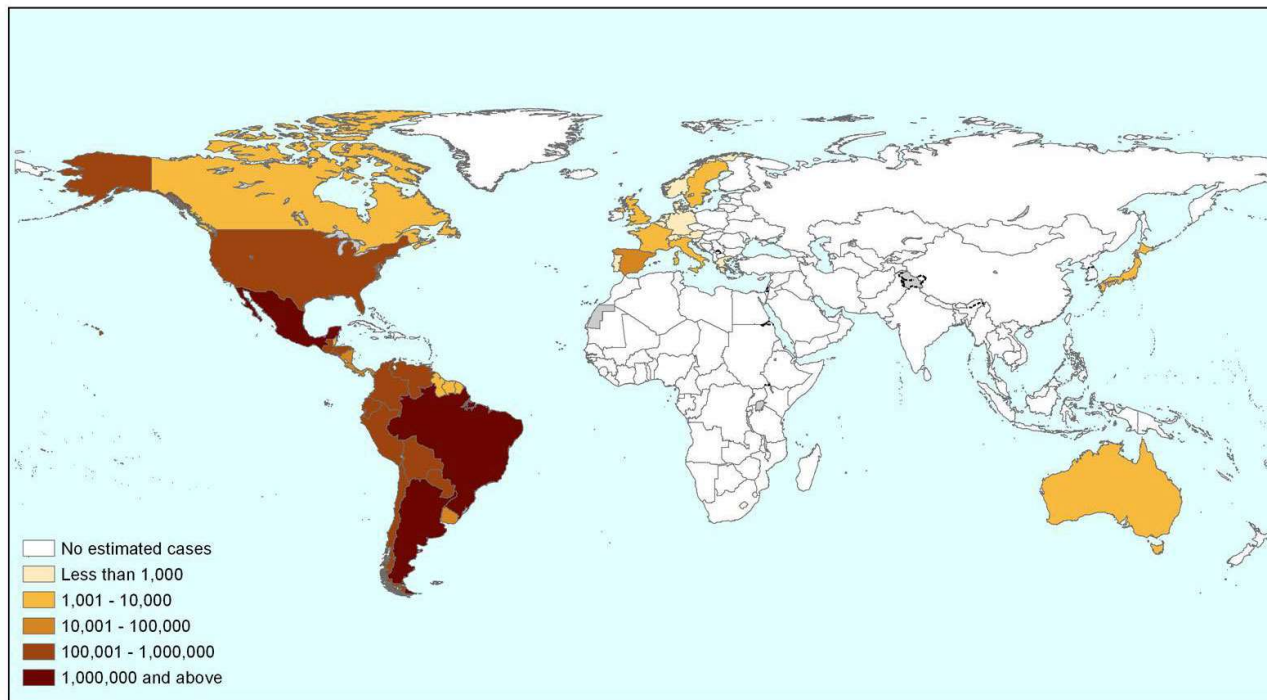 No estimated cases
Less than 1,000
1,001 - 10,000
10,001 - 100,000
100,001 - 1,000,000
1,000,000 and above